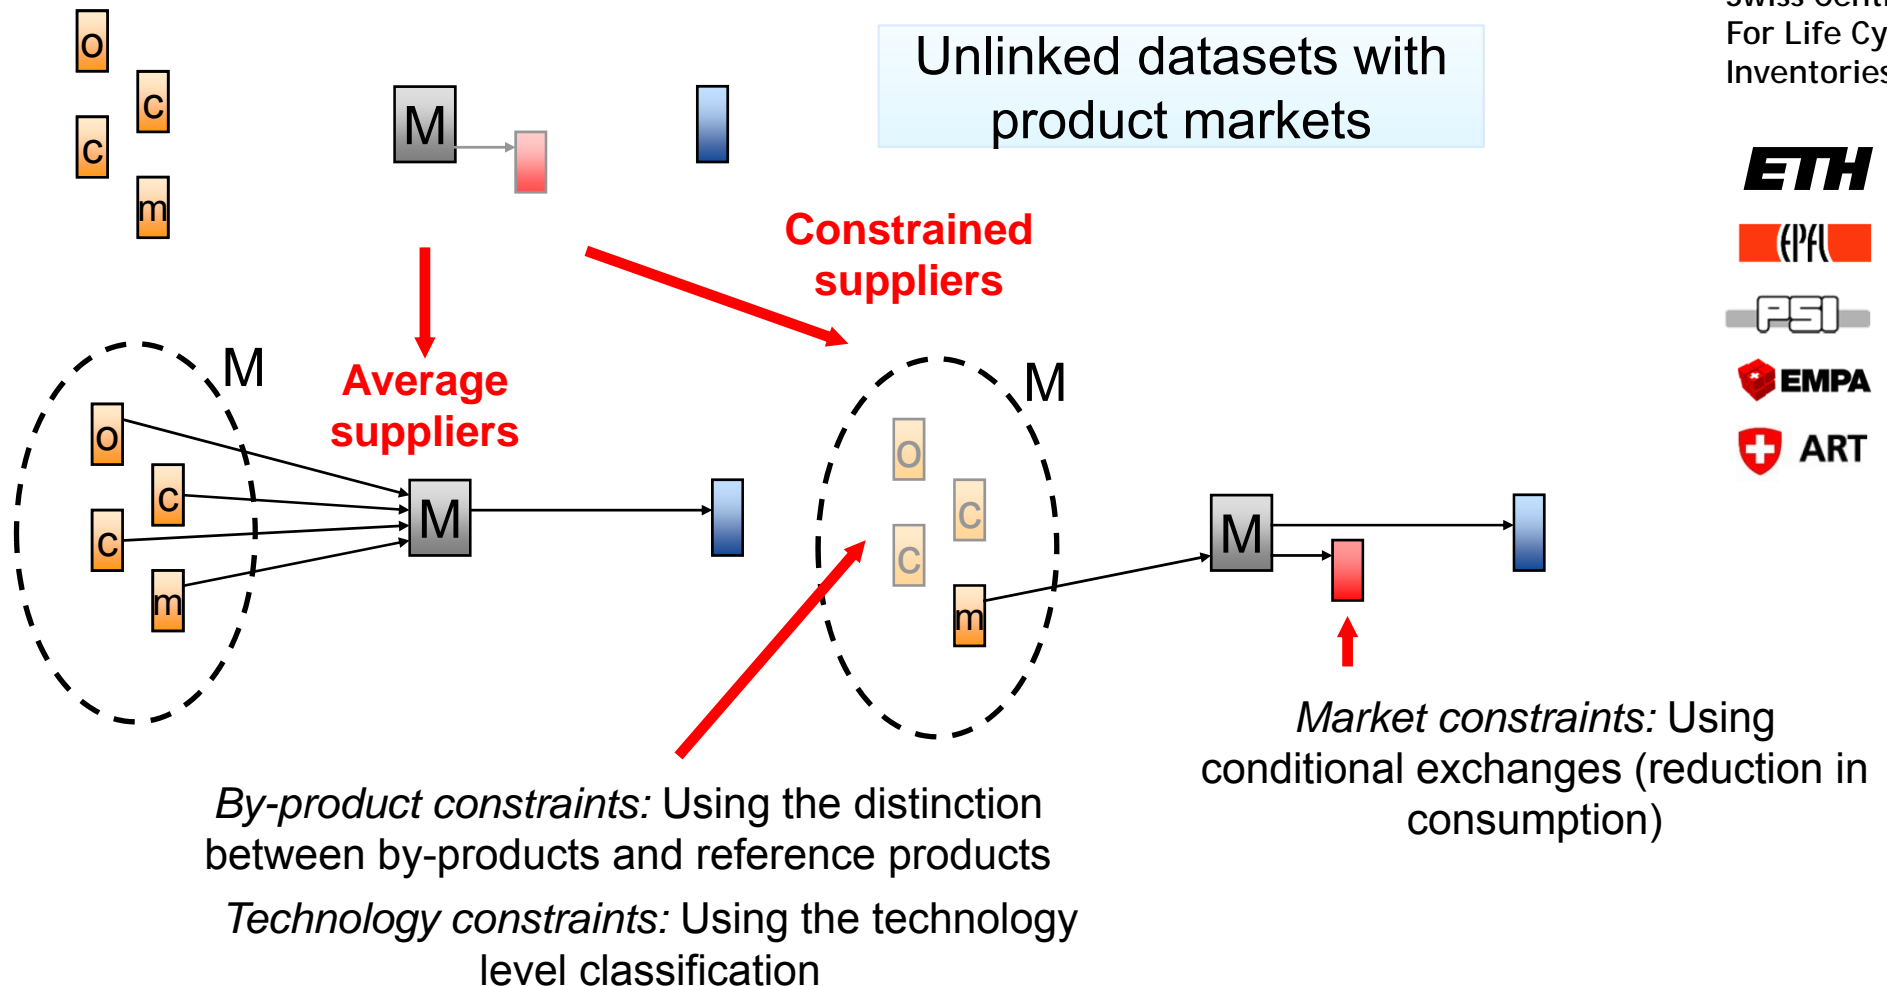 Unlinked datasets with
product markets
For Life Cy
Inventories
ETH
EPFL
PSI
EMPA
ART
o
c
c
m
M
Constrained
suppliers
Average
suppliers
M
o
c
c
m
M
M
o
c
c
m
M
By-product constraints: Using the distinction
between by-products and reference products
Technology constraints: Using the technology
level classification
Market constraints: Using
conditional exchanges (reduction in
consumption)